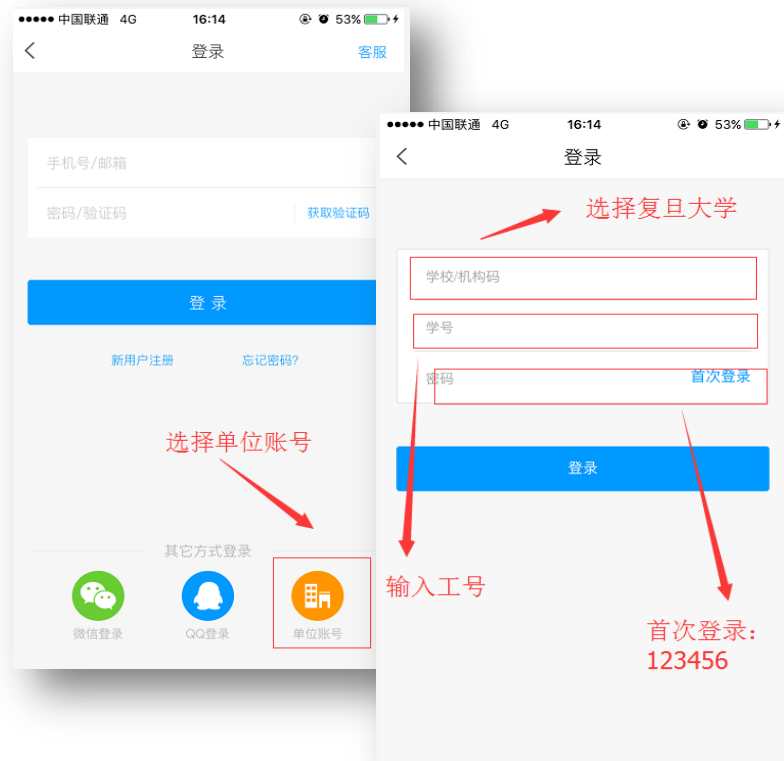 中国联通 4G 16:14 53%
登录 客服
手机号/邮箱
密码/验证码 获取验证码
登 录
新用户注册 忘记密码?
选择单位账号
其它方式登录
微信登录 QQ登录 单位账号
中国联通 4G 16:14 53%
登录
选择复旦大学
学校/机构码
学号
密码 首次登录
登录
输入工号
首次登录:
123456